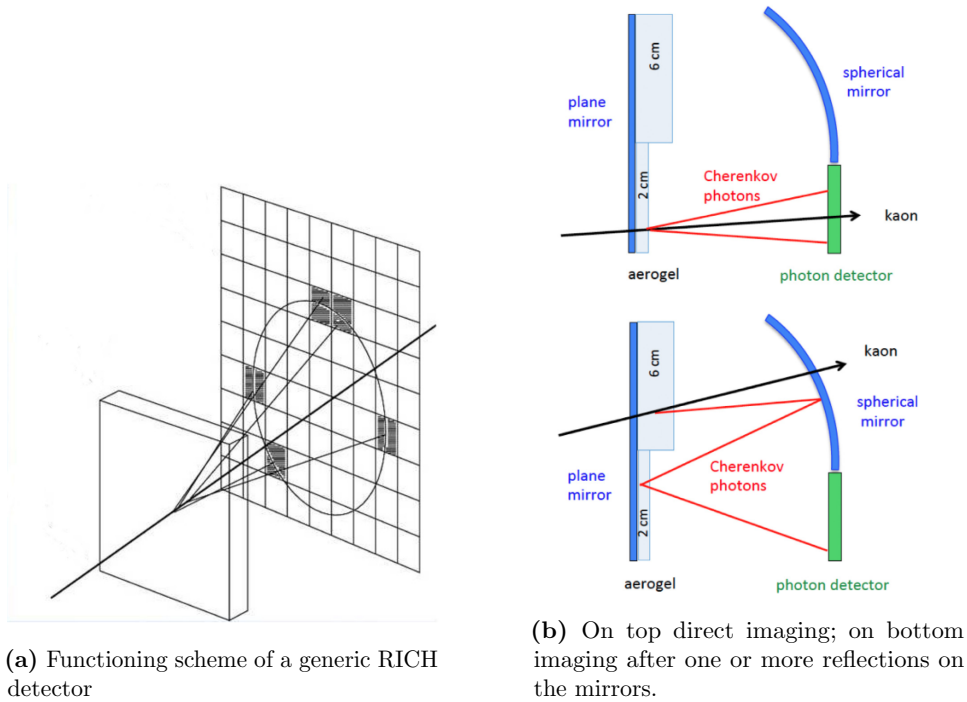 6 cm
spherical
mirror
plane
mirror
2 cm
Cherenkov
photons
kaon
aerogel
photon detector
6 cm
kaon
spherical
mirror
plane
mirror
Cherenkov
photons
2 cm
aerogel
photon detector
(a) Functioning scheme of a generic RICH
detector
(b) On top direct imaging; on bottom
imaging after one or more reflections on
the mirrors.